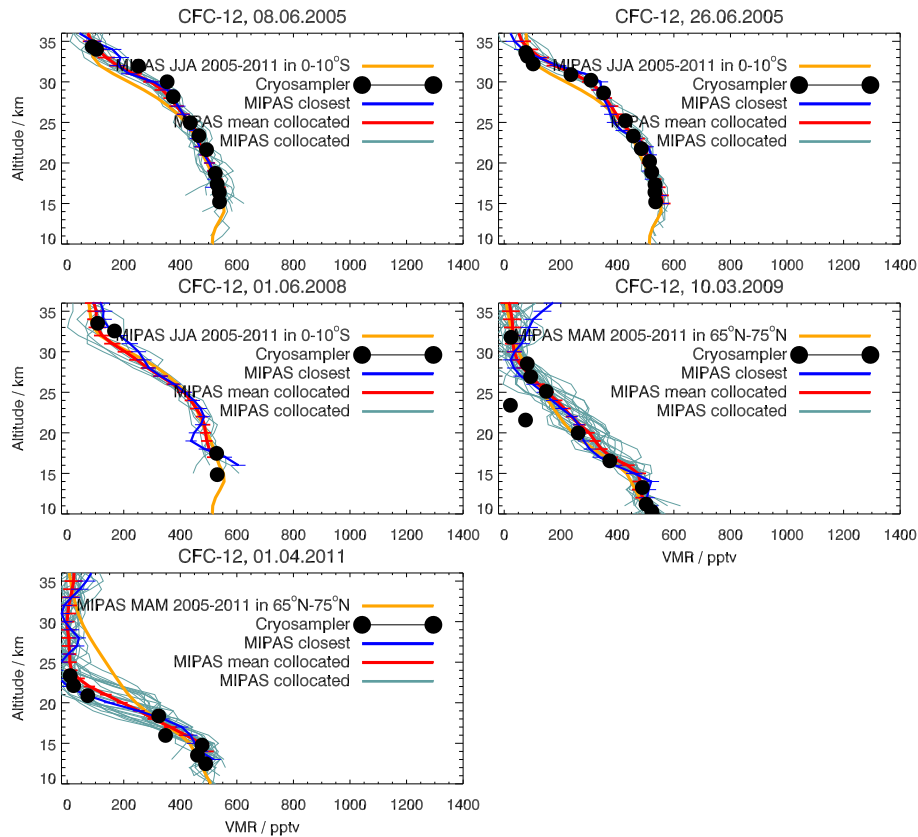 CFC-12, 08.06.2005
CFC-12, 26.06.2005
Altitude / km
35
30
25
20
15
10
MIPAS JJA 2005-2011 in 0-10°S
Cryosampler
MIPAS closest
MIPAS mean collocated
MIPAS collocated
0 200 400 600 800 1000 1200 1400
35
30
25
20
15
10
MIPAS JJA 2005-2011 in 0-10°S
Cryosampler
MIPAS closest
MIPAS mean collocated
MIPAS collocated
0 200 400 600 800 1000 1200 1400
CFC-12, 01.06.2008
CFC-12, 10.03.2009
Altitude / km
35
30
25
20
15
10
MIPAS JJA 2005-2011 in 0-10°S
Cryosampler
MIPAS closest
MIPAS mean collocated
MIPAS collocated
0 200 400 600 800 1000 1200 1400
35
30
25
20
15
10
MIPAS MAM 2005-2011 in 65°N-75°N
Cryosampler
MIPAS closest
MIPAS mean collocated
MIPAS collocated
0 200 400 600 800 1000 1200 1400
VMR / pptv
CFC-12, 01.04.2011
Altitude / km
35
30
25
20
15
10
MIPAS MAM 2005-2011 in 65°N-75°N
Cryosampler
MIPAS closest
MIPAS mean collocated
MIPAS collocated
0 200 400 600 800 1000 1200 1400
VMR / pptv